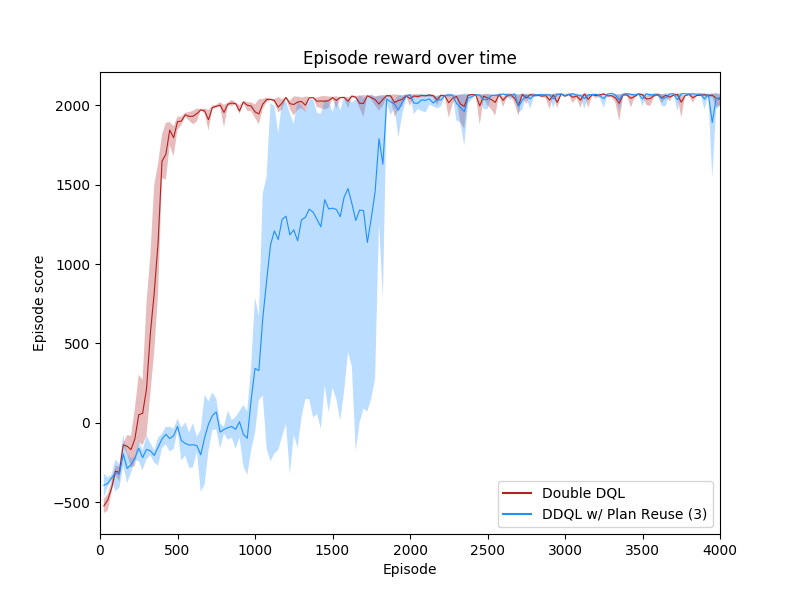 Episode reward over time
Episode score
2000
1500
1000
500
0
−500
0 500 1000 1500 2000 2500 3000 3500 4000
Episode
Double DQL
DDQL w/ Plan Reuse (3)